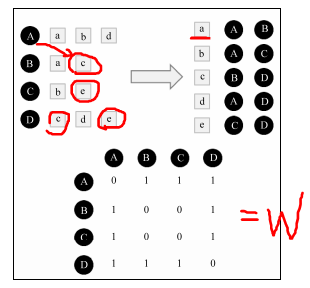 A a b d
B a c
C b e
D c d e
a A B
b A C
c B D
d A D
e C D
A B C D
A 0 1 1 1
B 1 0 0 1
C 1 0 0 1
D 1 1 1 0
= W